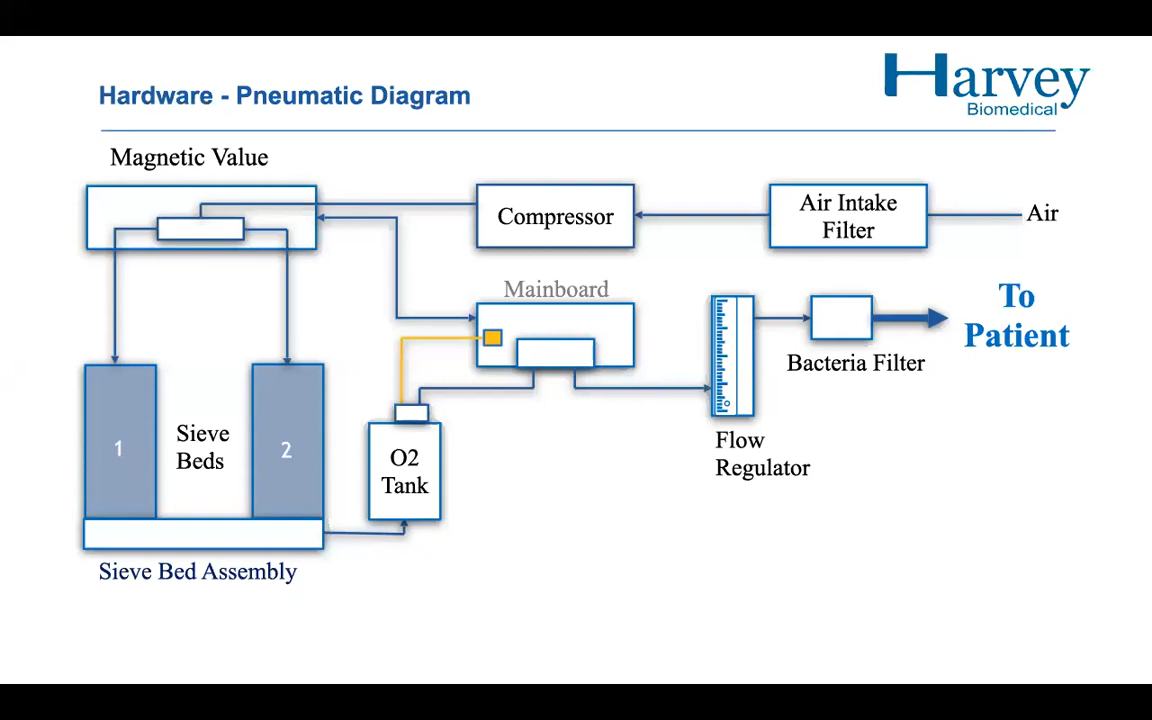 Harvey
Biomedical
Hardware - Pneumatic Diagram
Magnetic Value
Compressor
Air Intake
Filter
Air
Mainboard
To
Patient
Bacteria Filter
1
Sieve
Beds
2
O2
Tank
Flow
Regulator
Sieve Bed Assembly